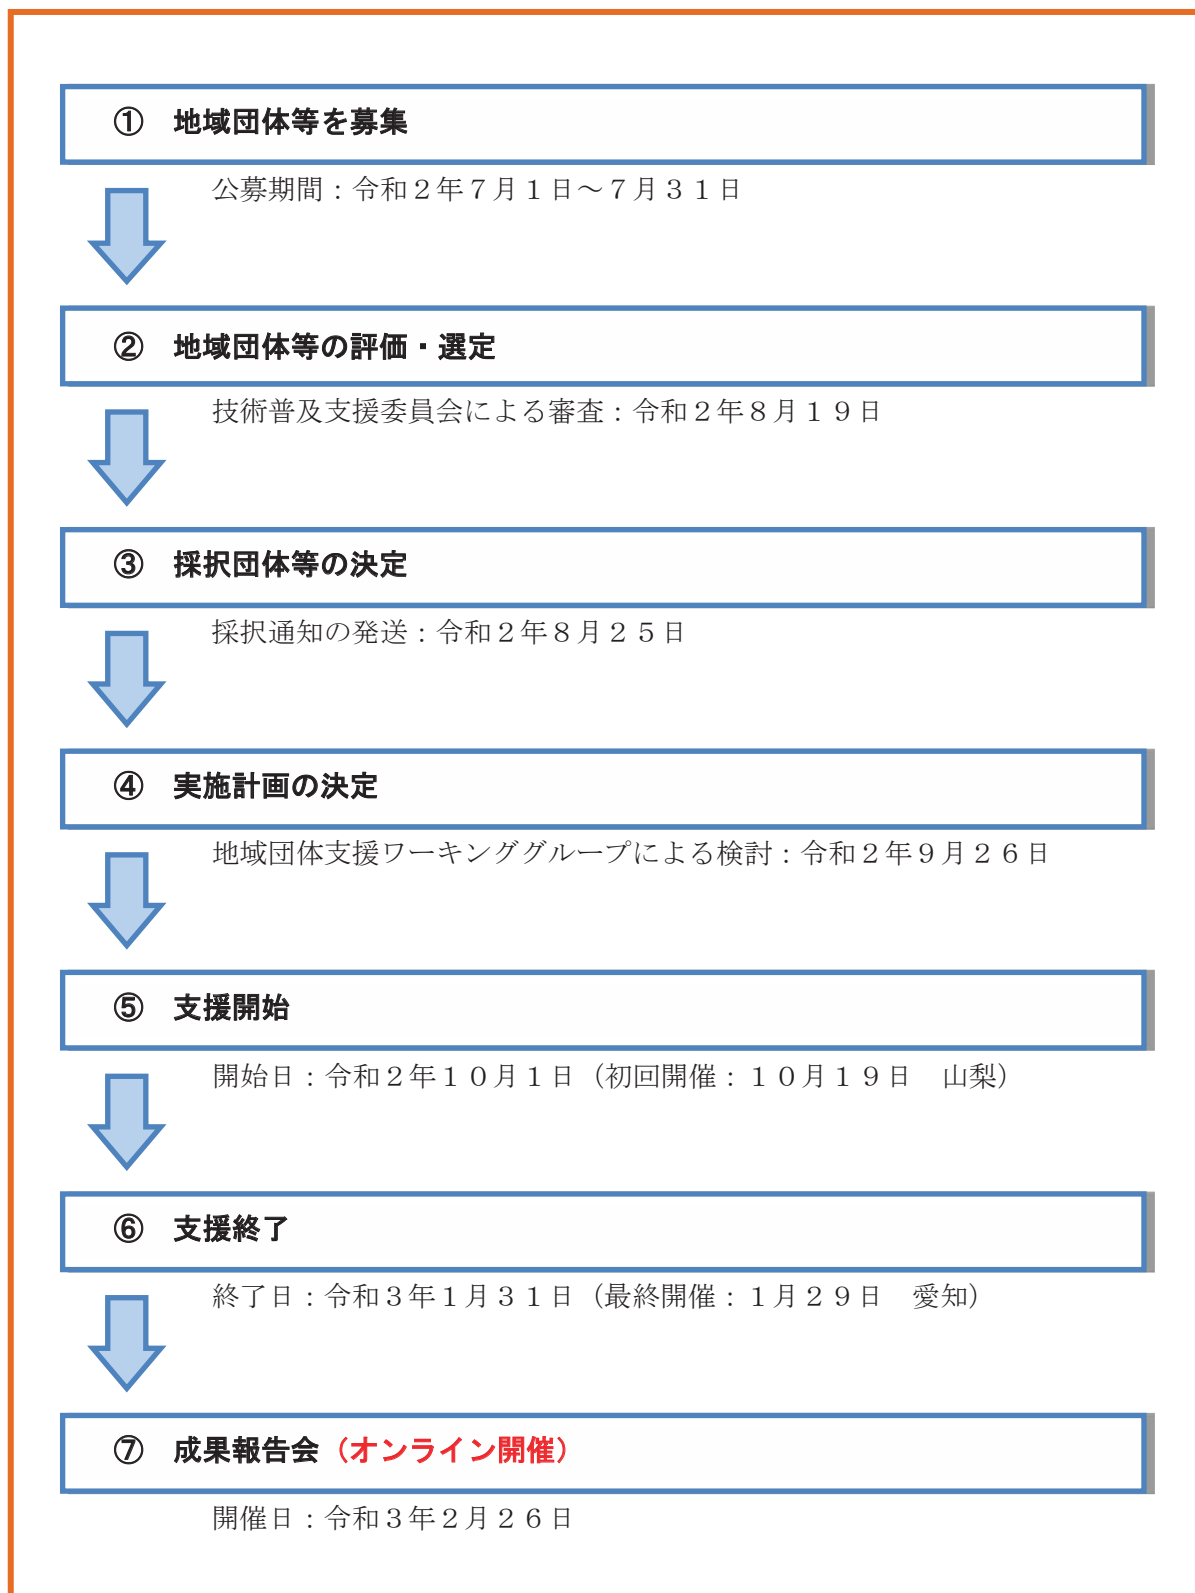 ① 地域団体等を募集
公募期間：令和２年７月１日～７月３１日
② 地域団体等の評価・選定
技術普及支援委員会による審査：令和２年８月１９日
③ 採択団体等の決定
採択通知の発送：令和２年８月２５日
④ 実施計画の決定
地域団体支援ワーキンググループによる検討：令和２年９月２６日
⑤ 支援開始
開始日：令和２年１０月１日（初回開催：１０月１９日　山梨）
⑥ 支援終了
終了日：令和３年１月３１日（最終開催：１月２９日　愛知）
⑦ 成果報告会（オンライン開催）
開催日：令和３年２月２６日